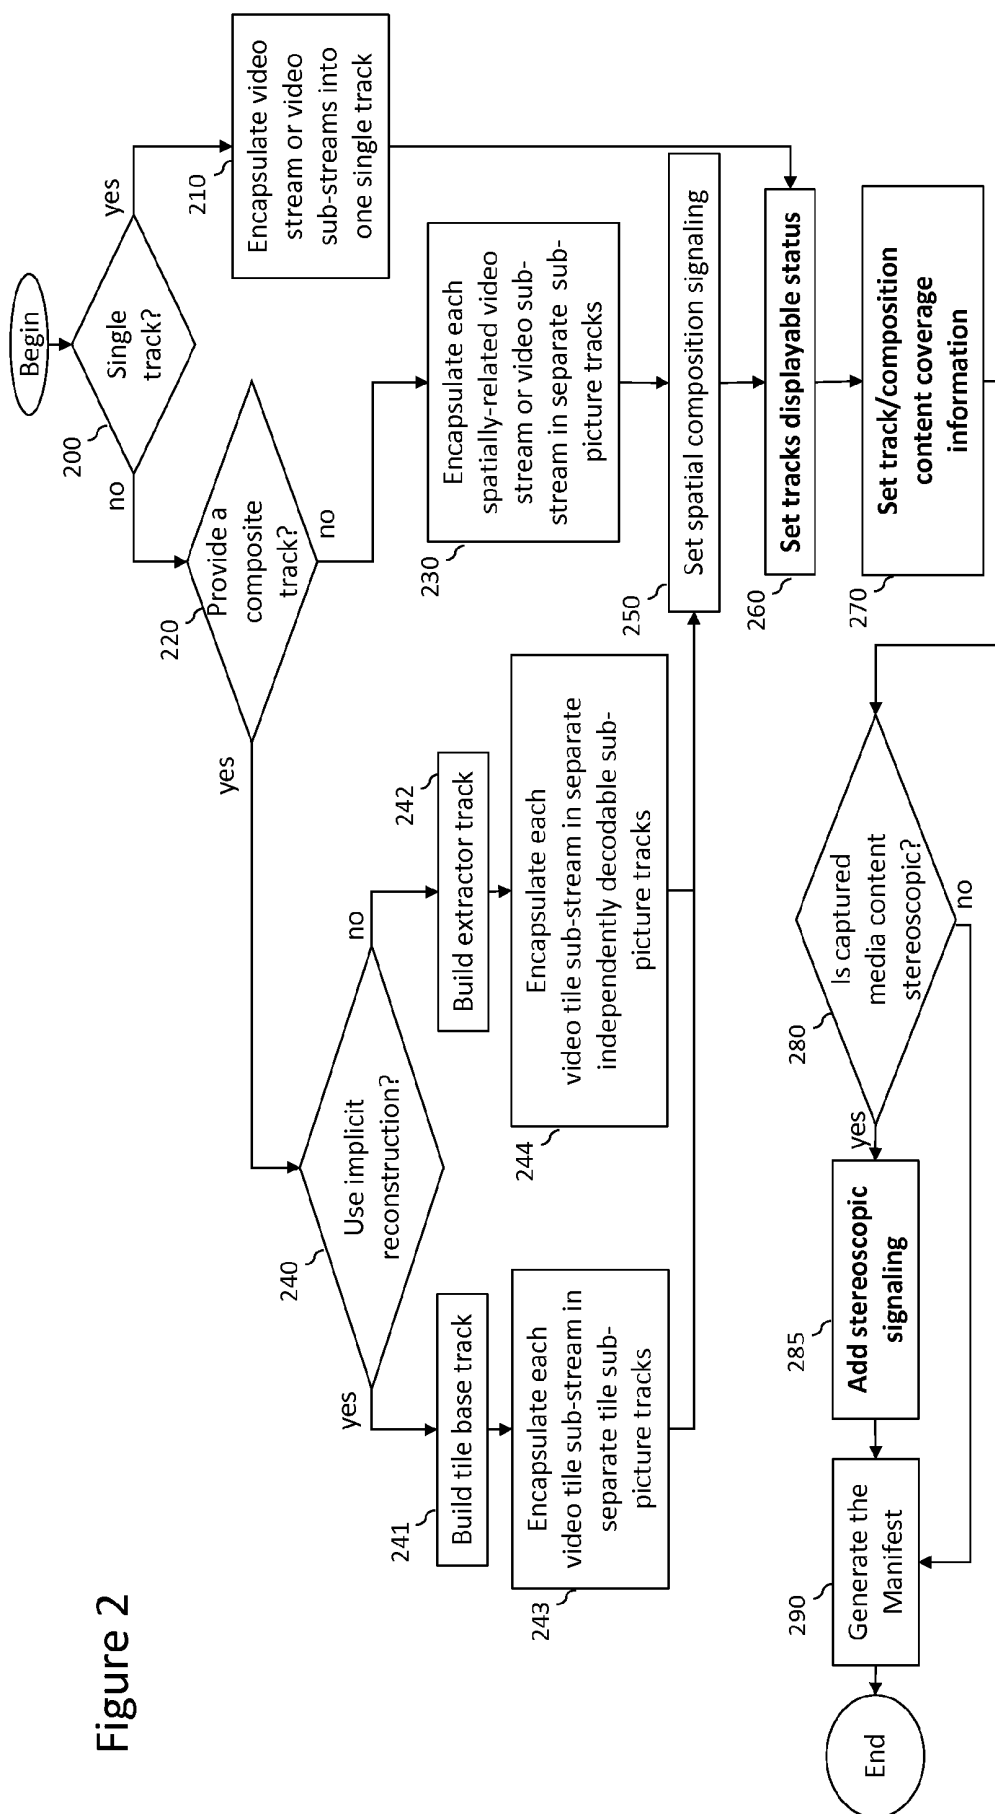 Figure 2
Begin
Single
track?
200
yes
no
210
Encapsulate video
stream or video
sub-streams into
one single track
220
Provide a
composite
track?
yes
no
230
Encapsulate each
spatially-related video
stream or video sub-
stream in separate sub-
picture tracks
240
Use implicit
reconstruction?
yes
no
241
Build tile base track
242
Build extractor track
243
Encapsulate each
video tile sub-stream in
separate tile sub-
picture tracks
244
Encapsulate each
video tile sub-stream in separate
independently decodable sub-
picture tracks
250
Set spatial composition signaling
260
Set tracks displayable status
270
Set track/composition
content coverage
information
280
Is captured
media content
stereoscopic?
yes
no
285
Add stereoscopic
signaling
290
Generate the
Manifest
End